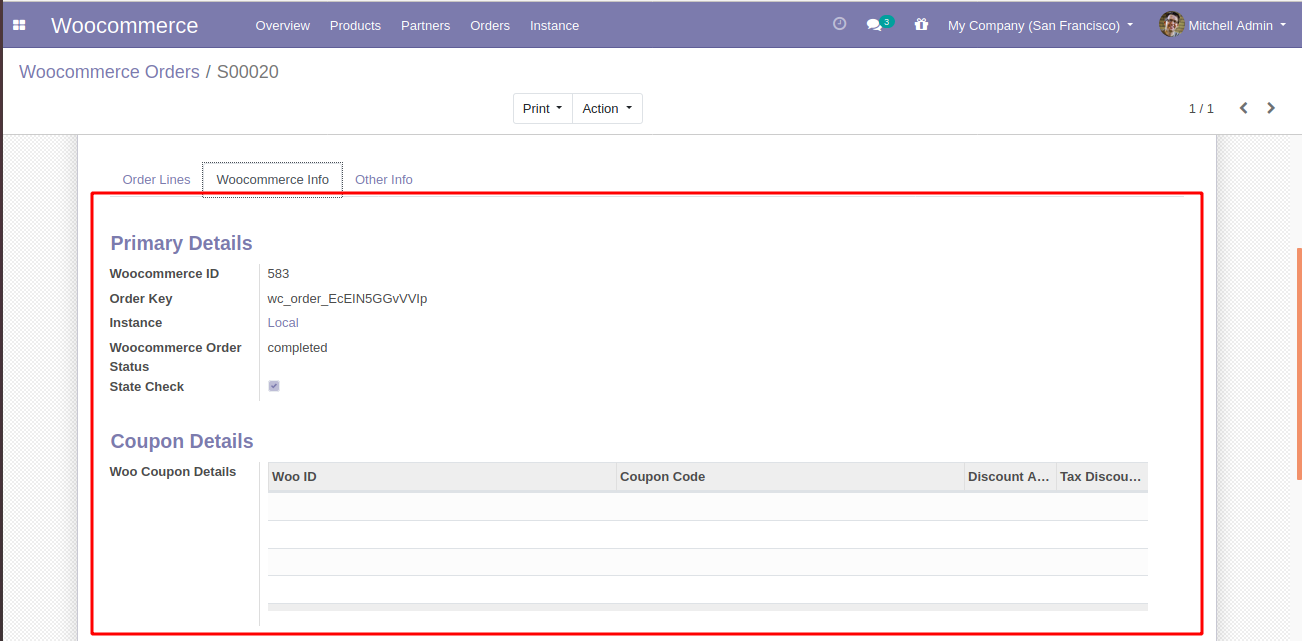 Woocommerce Overview Products Partners Orders Instance 3 My Company (San Francisco) Mitchell Admin
Woocommerce Orders / S00020
Print Action 1 / 1
Order Lines Woocommerce Info Other Info
Primary Details
Woocommerce ID 583
Order Key wc_order_EcEIN5GGvVVIp
Instance Local
Woocommerce Order completed
Status
State Check
Coupon Details
Woo Coupon Details Woo ID Coupon Code Discount A... Tax Discou...